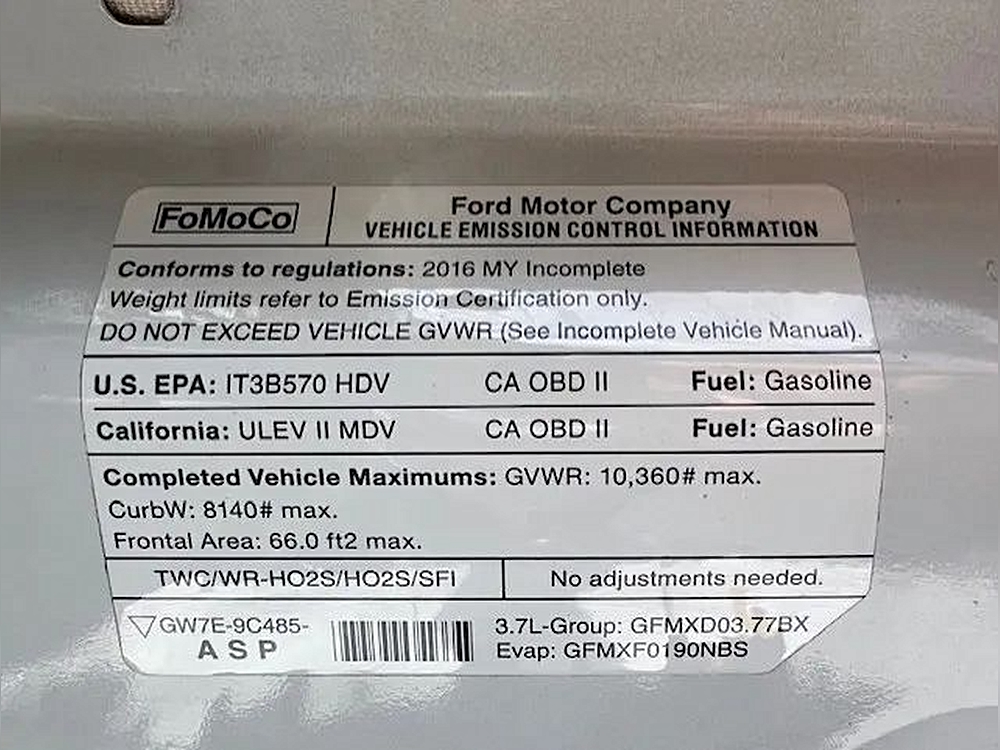 FoMoCo
Ford Motor Company
VEHICLE EMISSION CONTROL INFORMATION
Conforms to regulations: 2016 MY Incomplete
Weight limits refer to Emission Certification only.
DO NOT EXCEED VEHICLE GVWR (See Incomplete Vehicle Manual).
U.S. EPA: IT3B570 HDV CA OBD II Fuel: Gasoline
California: ULEV II MDV CA OBD II Fuel: Gasoline
Completed Vehicle Maximums: GVWR: 10,360# max.
CurbW: 8140# max.
Frontal Area: 66.0 ft2 max.
TWC/WR-HO2S/HO2S/SFI No adjustments needed.
GW7E-9C485- 3.7L-Group: GFMXD03.77BX
ASP Evap: GFMXF0190NBS